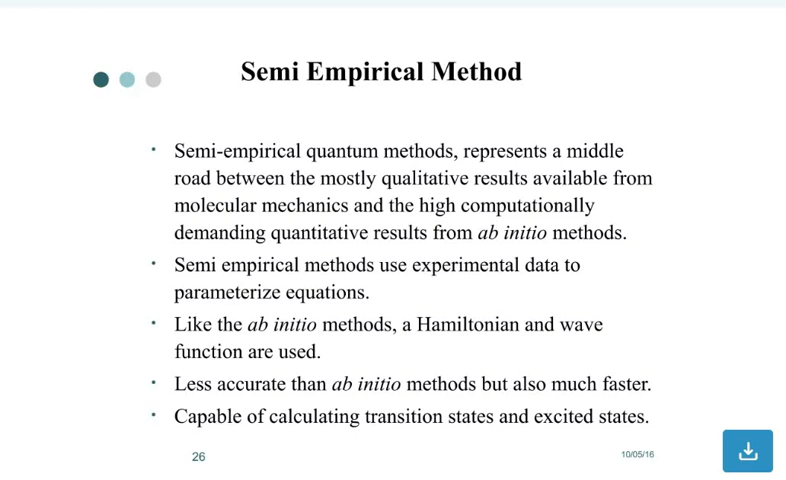 Semi Empirical Method
• Semi-empirical quantum methods, represents a middle
road between the mostly qualitative results available from
molecular mechanics and the high computationally
demanding quantitative results from ab initio methods.
• Semi empirical methods use experimental data to
parameterize equations.
• Like the ab initio methods, a Hamiltonian and wave
function are used.
• Less accurate than ab initio methods but also much faster.
• Capable of calculating transition states and excited states.
26
10/05/16